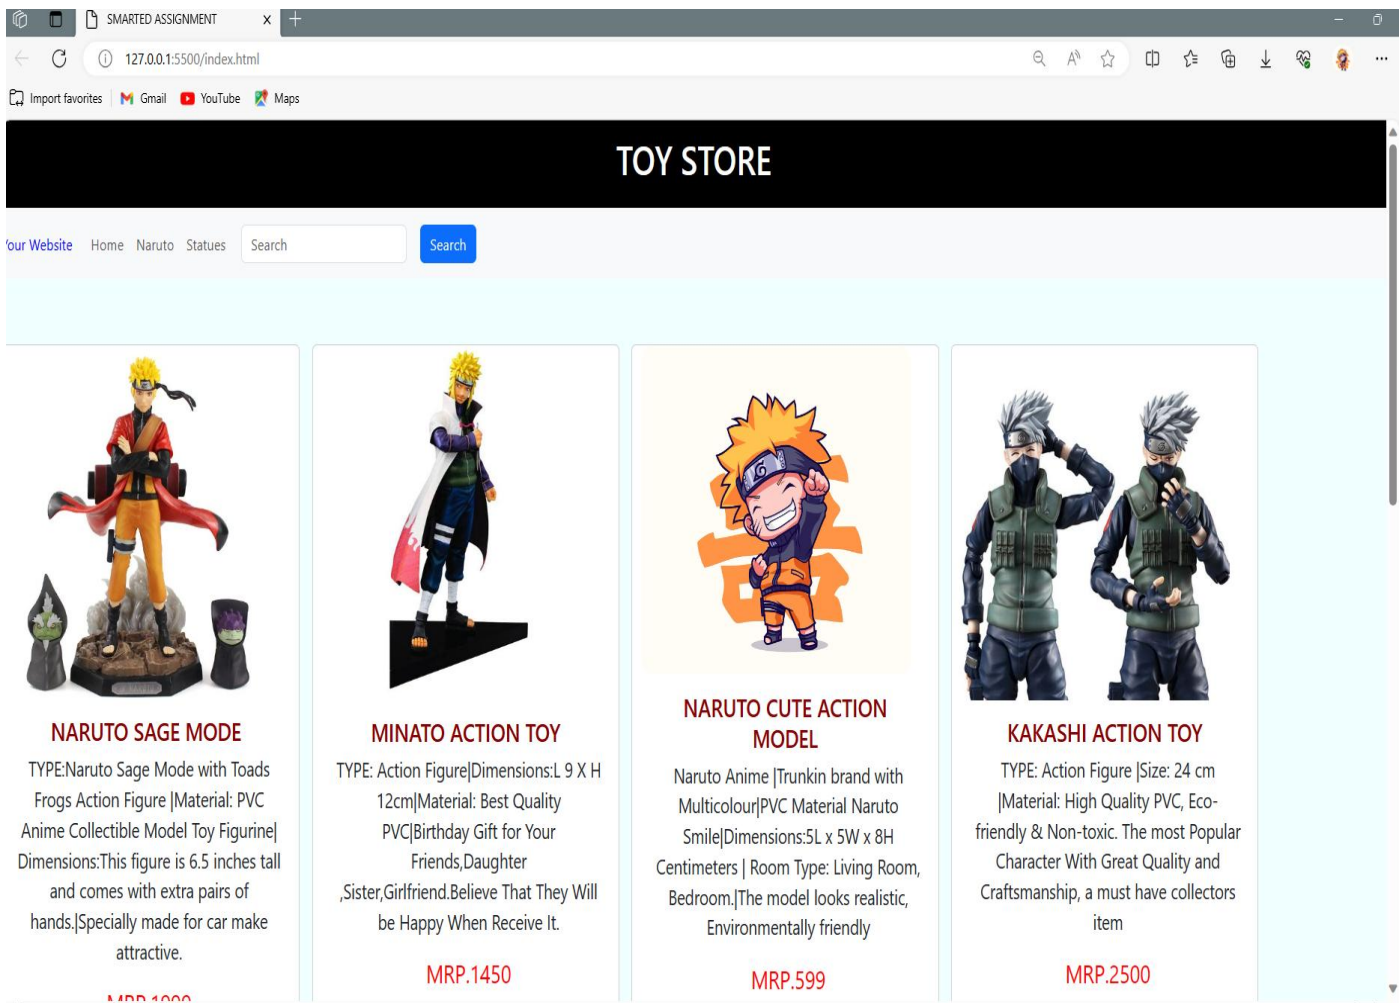 SMARTED ASSIGNMENT
127.0.0.1:5500/index.html
Import favorites Gmail YouTube Maps
TOY STORE
Your Website Home Naruto Statues Search Search
NARUTO SAGE MODE
TYPE:Naruto Sage Mode with Toads
Frogs Action Figure |Material: PVC
Anime Collectible Model Toy Figurine|
Dimensions:This figure is 6.5 inches tall
and comes with extra pairs of
hands.|Specially made for car make
attractive.
MINATO ACTION TOY
TYPE: Action Figure|Dimensions:L 9 X H
12cm|Material: Best Quality
PVC|Birthday Gift for Your
Friends,Daughter
,Sister,Girlfriend.Believe That They Will
be Happy When Receive It.
MRP.1450
NARUTO CUTE ACTION
MODEL
Naruto Anime |Trunkin brand with
Multicolour|PVC Material Naruto
Smile|Dimensions:5L x 5W x 8H
Centimeters | Room Type: Living Room,
Bedroom.|The model looks realistic,
Environmentally friendly
MRP.599
KAKASHI ACTION TOY
TYPE: Action Figure |Size: 24 cm
|Material: High Quality PVC, Eco-
friendly & Non-toxic. The most Popular
Character With Great Quality and
Craftsmanship, a must have collectors
item
MRP.2500